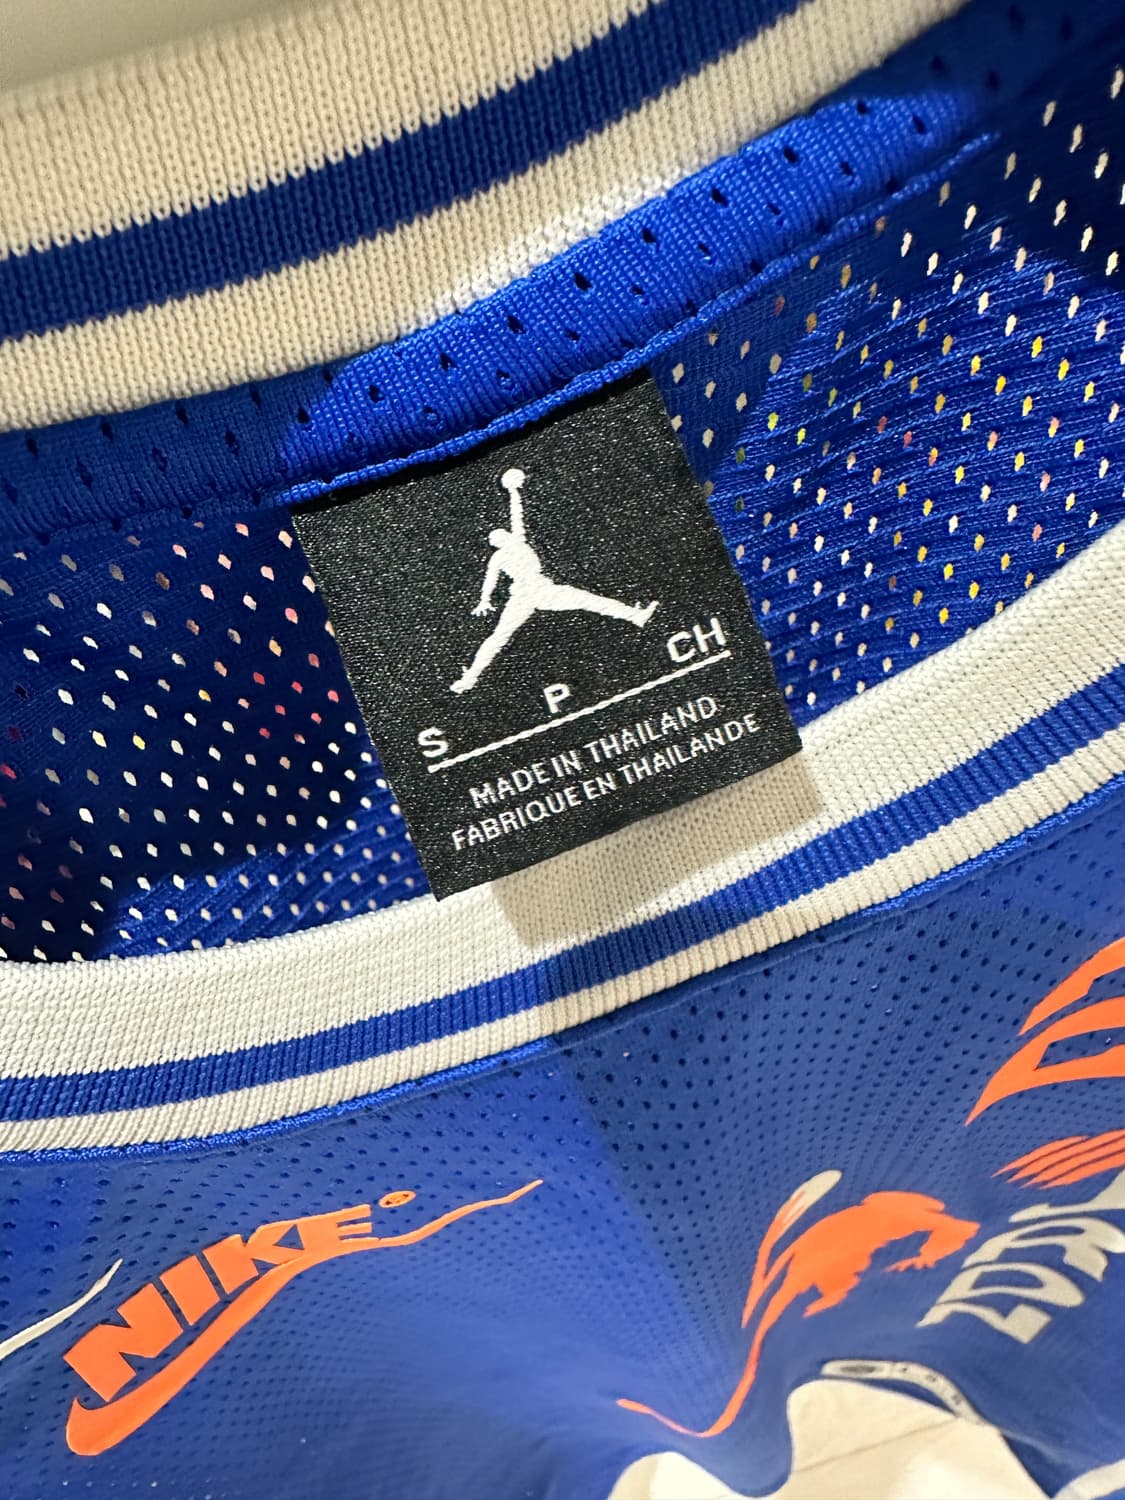 S P CH
MADE IN THAILAND
FABRIQUE EN THAILANDE
NIKE